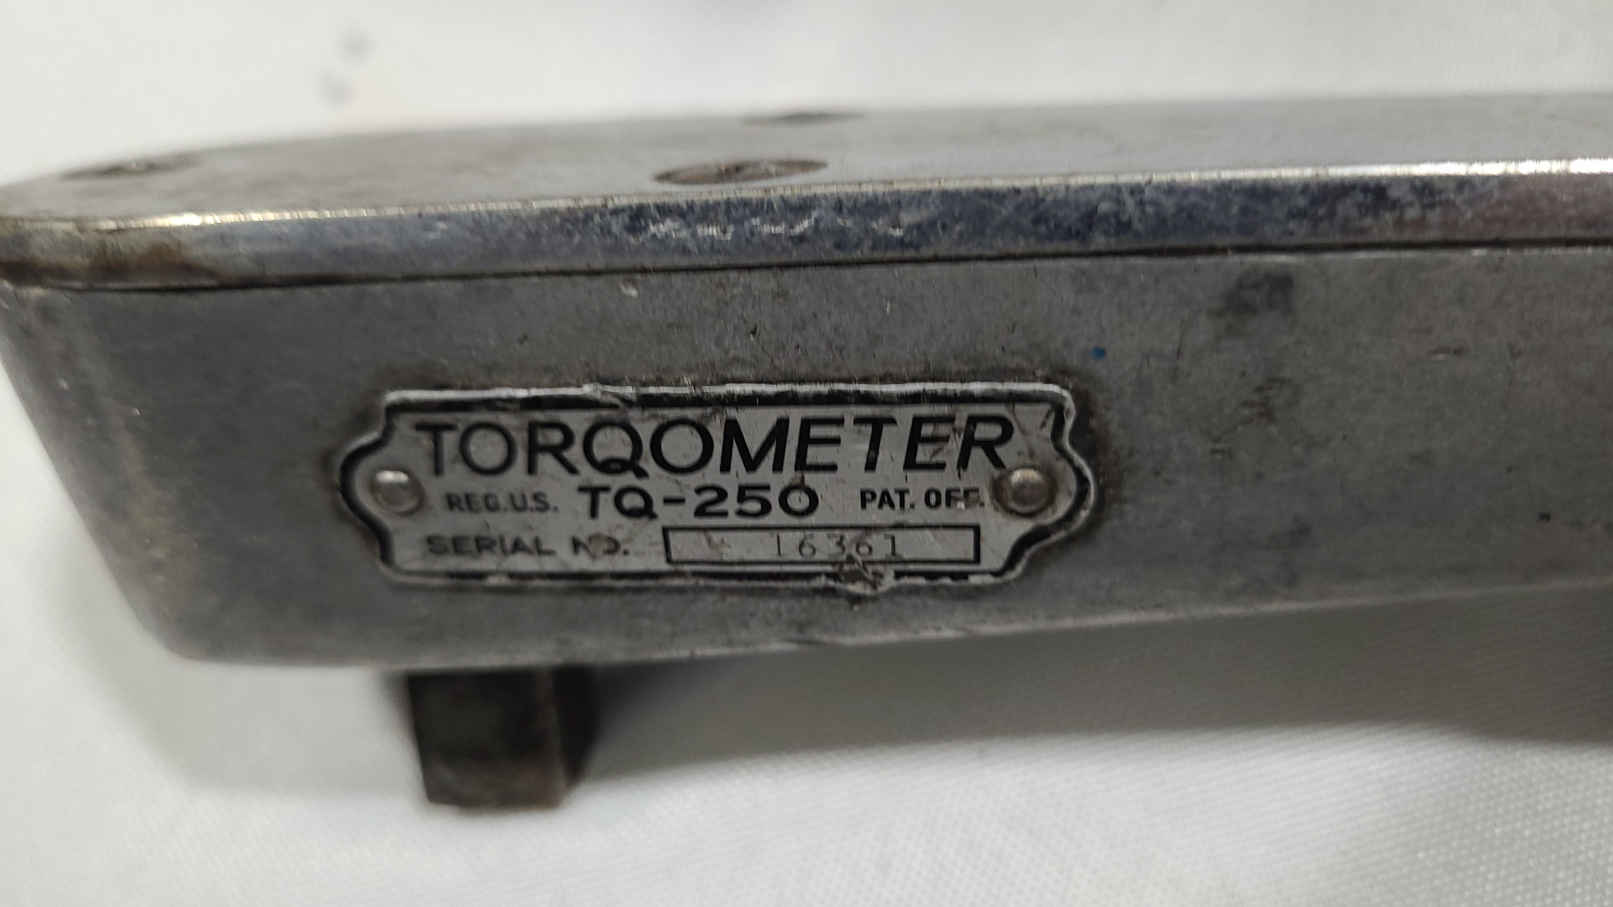 TORQOMETER
REG.U.S. TQ-250 PAT. OFF.
SERIAL NO. 16361